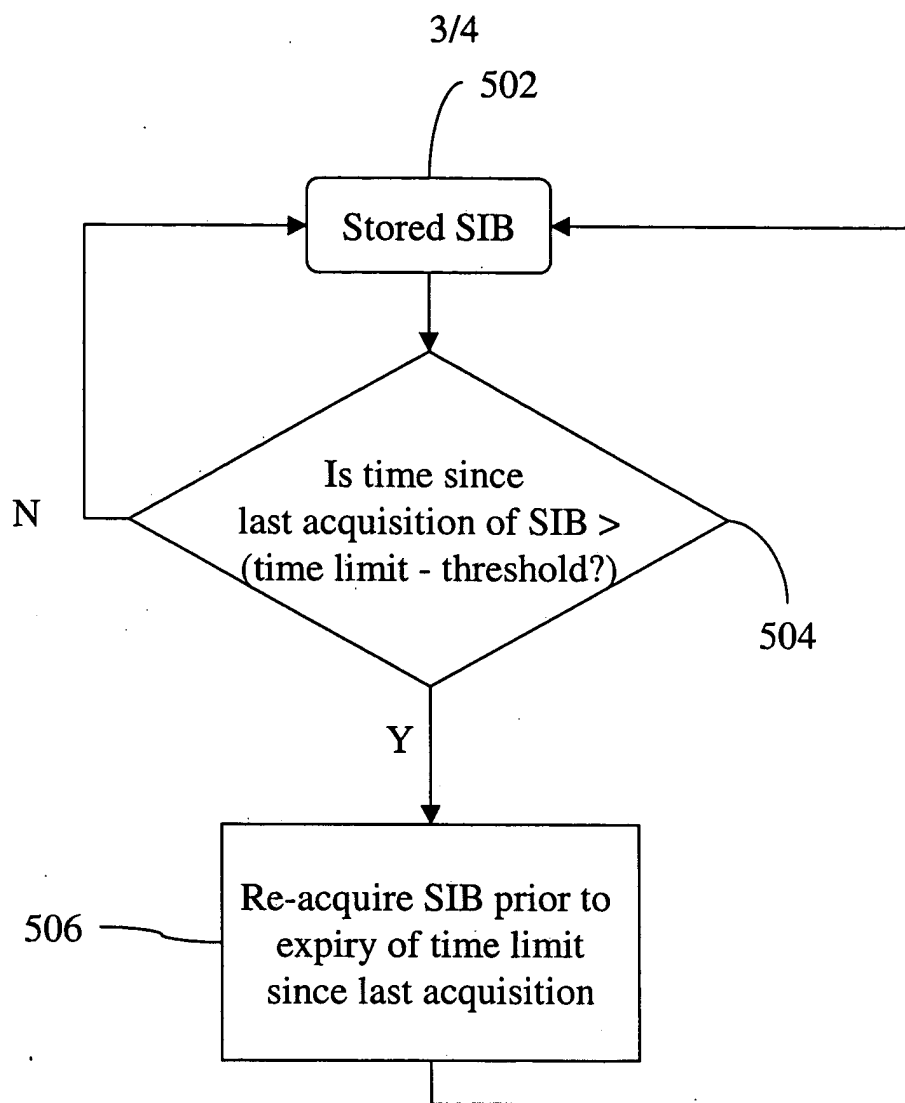 3/4
502
Stored SIB
Is time since
last acquisition of SIB >
(time limit - threshold?)
N
504
Y
Re-acquire SIB prior to
expiry of time limit
since last acquisition
506